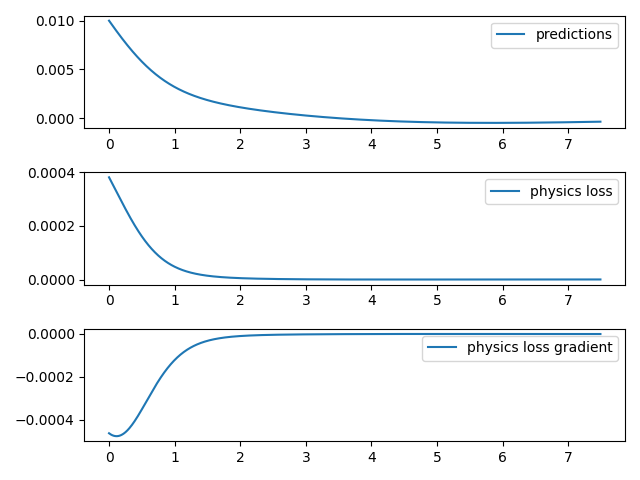 0.010
0.005
0.000
predictions
0 1 2 3 4 5 6 7
0.0004
0.0002
0.0000
physics loss
0 1 2 3 4 5 6 7
0.0000
−0.0002
−0.0004
physics loss gradient
0 1 2 3 4 5 6 7